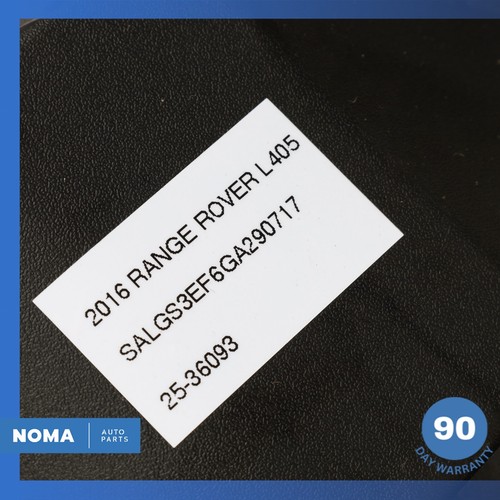 2016 RANGE ROVER L405
SALGS3EF6GA290717
25-36093
NOMA
AUTO
PARTS
90
DAY WARRANTY